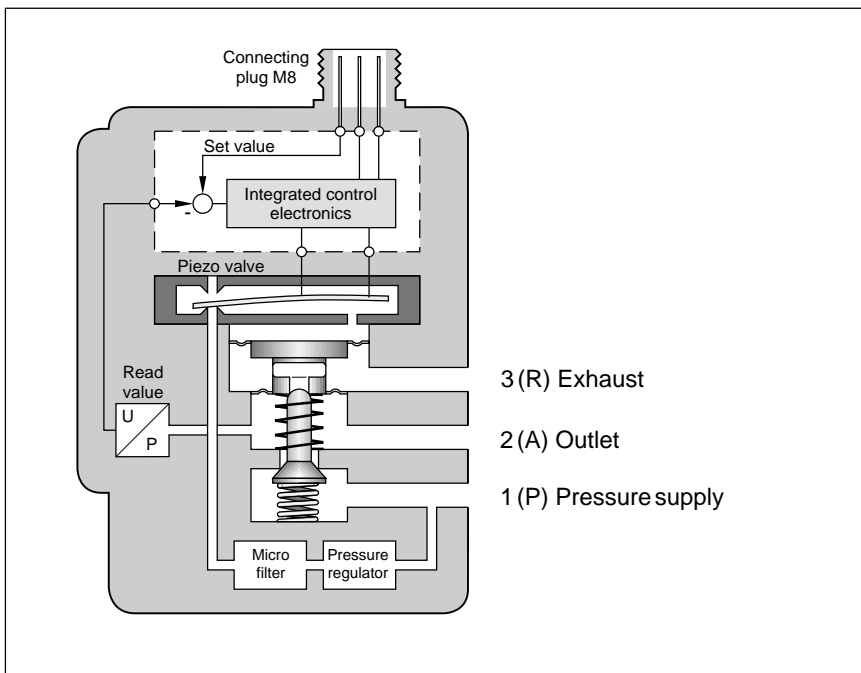 Connecting
plug M8
Set value
-
Integrated control
electronics
Piezo valve
Read
value
U
P
3 (R) Exhaust
2 (A) Outlet
1 (P) Pressure supply
Micro
filter
Pressure
regulator